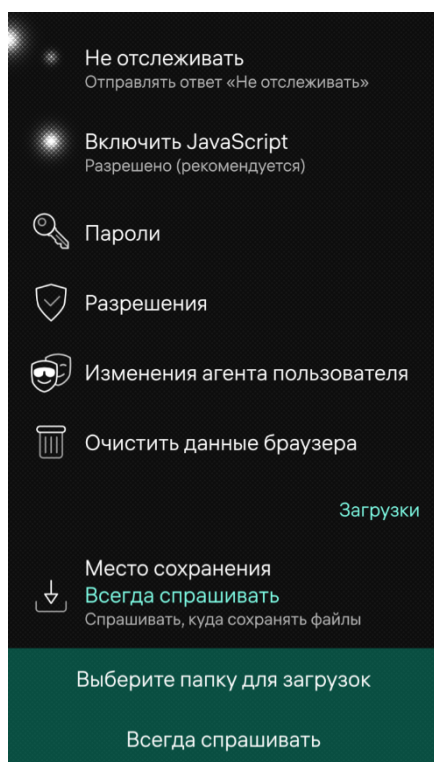 Не отслеживать
Отправлять ответ «Не отслеживать»
Включить JavaScript
Разрешено (рекомендуется)
Пароли
Разрешения
Изменения агента пользователя
Очистить данные браузера
Загрузки
Место сохранения
Всегда спрашивать
Спрашивать, куда сохранять файлы
Выберите папку для загрузок
Всегда спрашивать